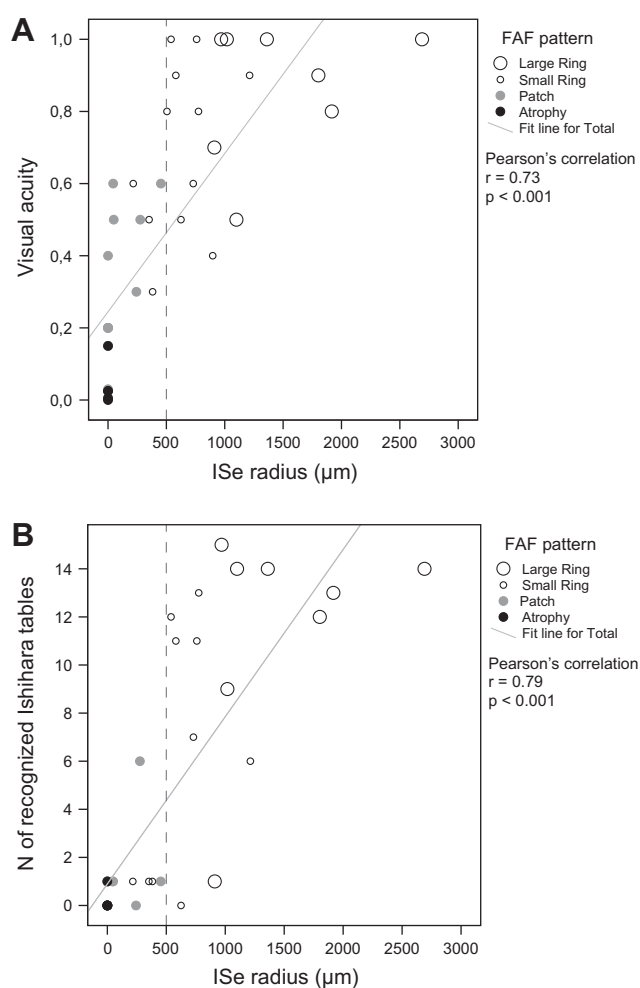 A
Visual acuity
1,0
0,8
0,6
0,4
0,2
0,0
0 500 1000 1500 2000 2500 3000
ISe radius (µm)
FAF pattern
Large Ring
Small Ring
Patch
Atrophy
Fit line for Total
Pearson's correlation
r = 0.73
p < 0.001
B
N of recognized Ishihara tables
14
12
10
8
6
4
2
0
0 500 1000 1500 2000 2500 3000
ISe radius (µm)
FAF pattern
Large Ring
Small Ring
Patch
Atrophy
Fit line for Total
Pearson's correlation
r = 0.79
p < 0.001